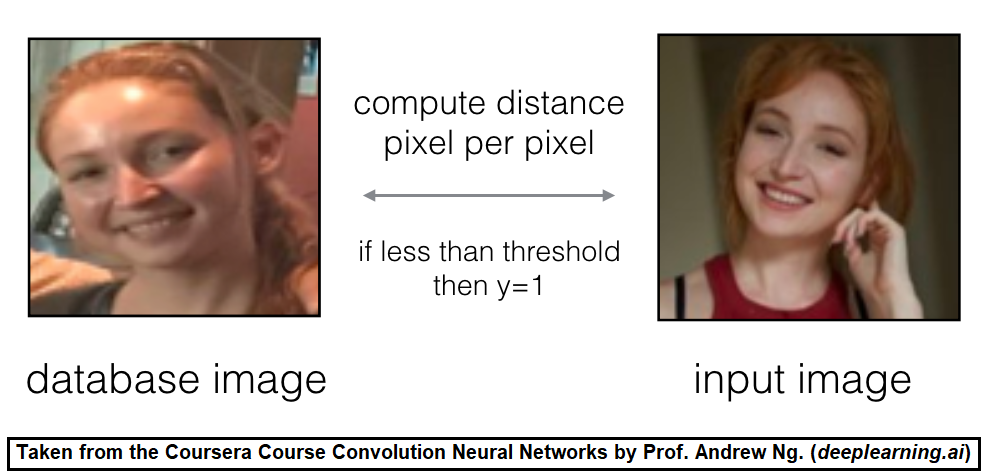 compute distance
pixel per pixel
if less than threshold
then y=1
database image
input image
Taken from the Coursera Course Convolution Neural Networks by Prof. Andrew Ng. (deeplearning.ai)